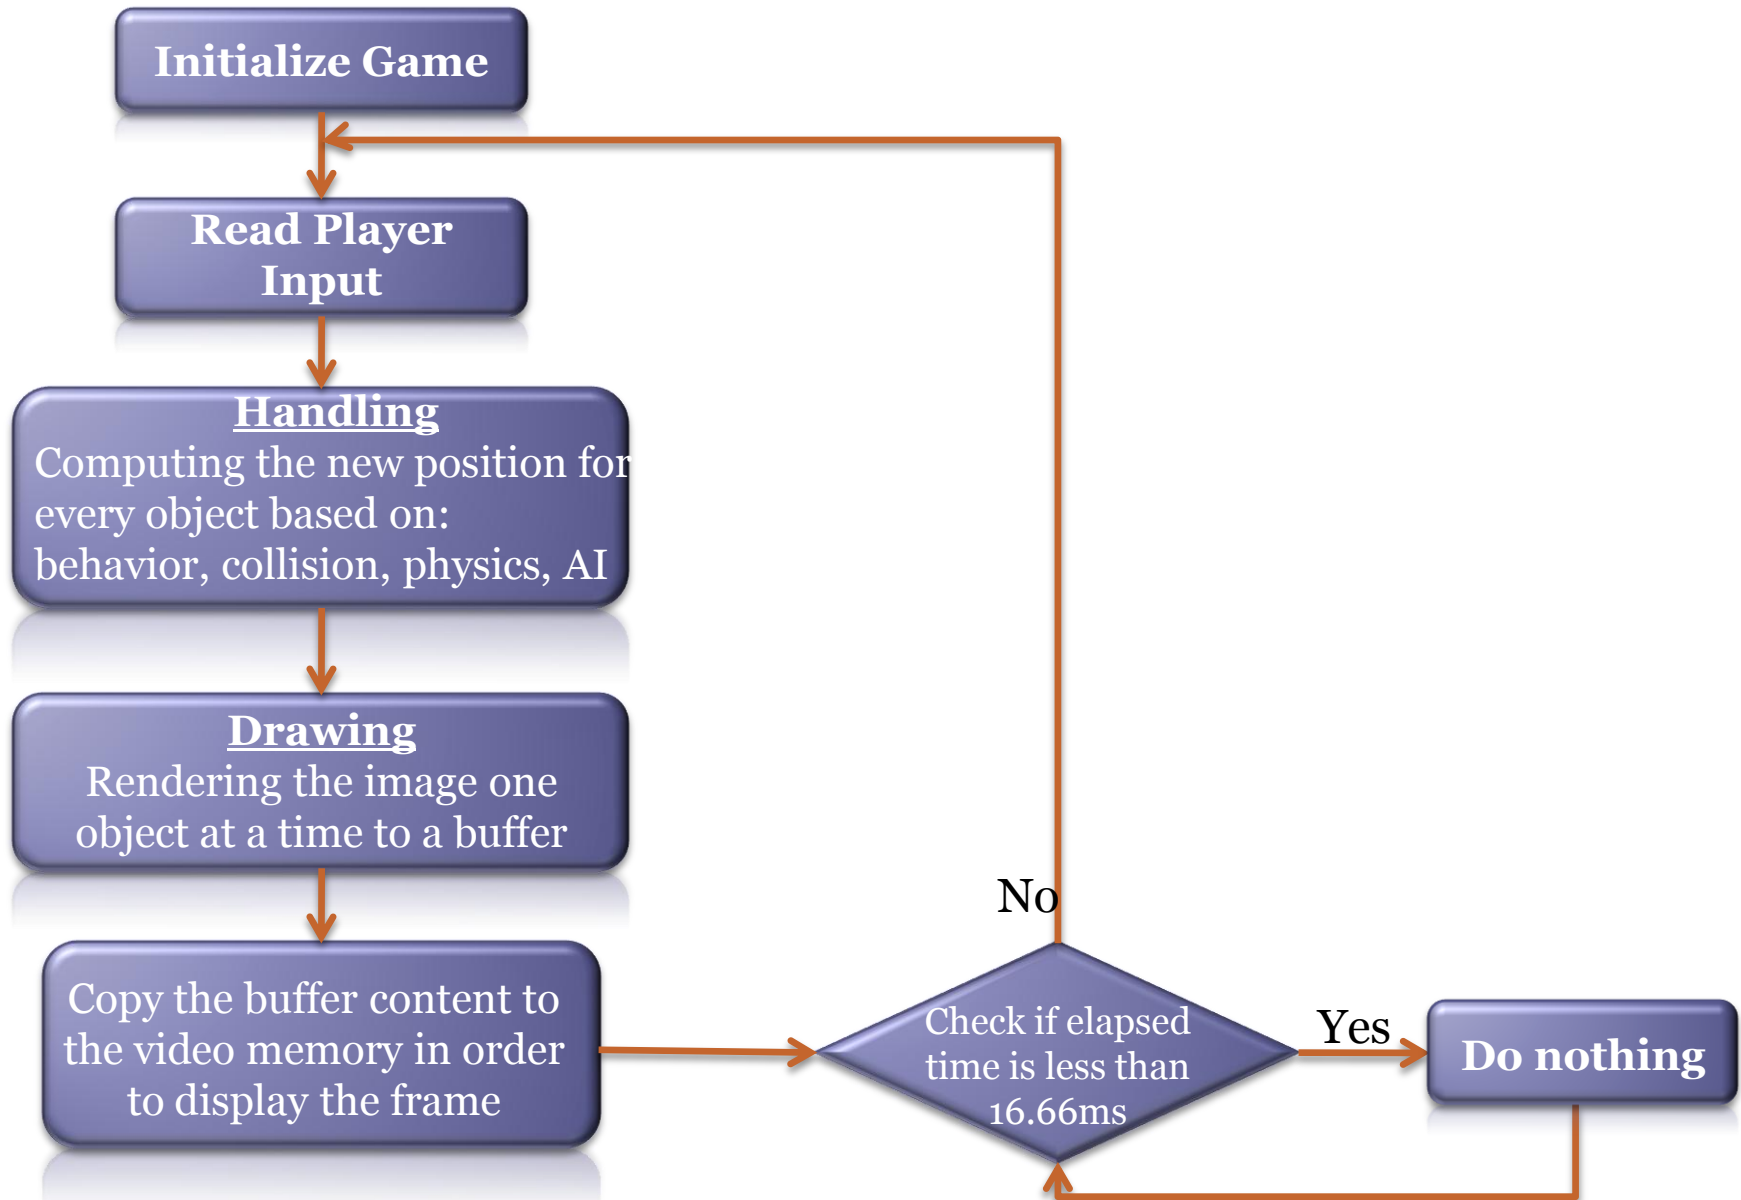 Initialize Game
Read Player
Input
Handling
Computing the new position for
every object based on:
behavior, collision, physics, AI
Drawing
Rendering the image one
object at a time to a buffer
Copy the buffer content to
the video memory in order
to display the frame
No
Check if elapsed
time is less than
16.66ms
Yes
Do nothing